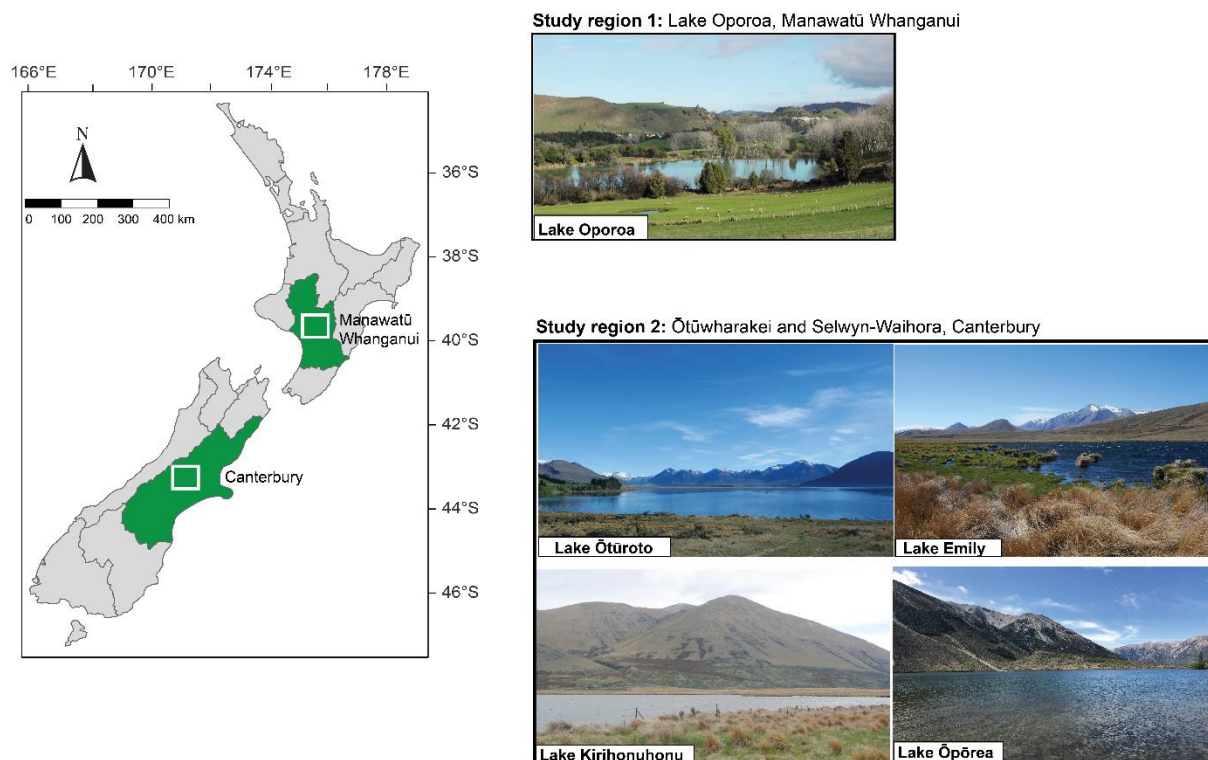 Study region 1: Lake Oporoa, Manawatū Whanganui
166°E 170°E 174°E 178°E
N
0 100 200 300 400 km
36°S
38°S
Manawatū
Whanganui
40°S
42°S
Canterbury
44°S
46°S
Lake Oporoa
Study region 2: Ōtūwharakei and Selwyn-Waihora, Canterbury
Lake Ōtūroto
Lake Emily
Lake Kirihonuhonu
Lake Ōpōrea